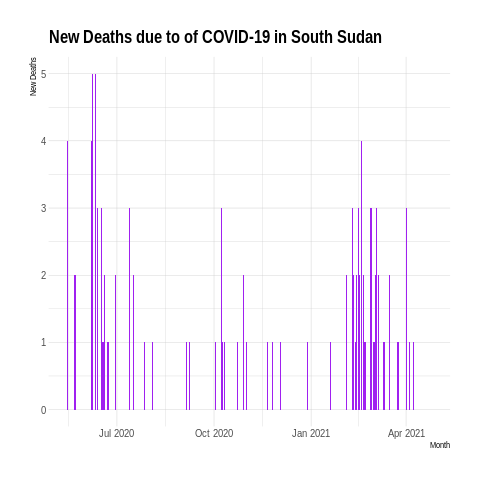 New Deaths due to of COVID-19 in South Sudan
New Deaths
5
4
3
2
1
0
Jul 2020 Oct 2020 Jan 2021 Apr 2021
Month